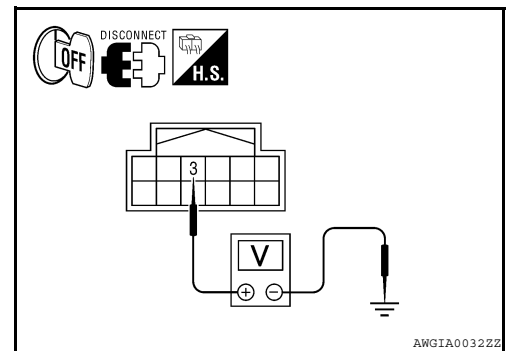 DISCONNECT
OFF
H.S.
3
V
+ −
AWGIA0032ZZ